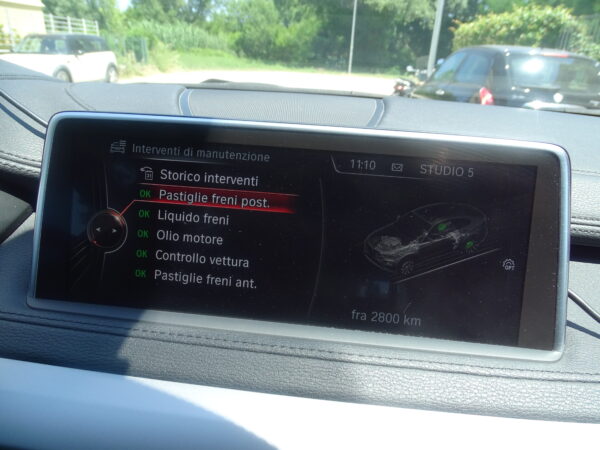 Interventi di manutenzione
11:10
STUDIO 5
Storico interventi
OK Pastiglie freni post.
OK Liquido freni
OK Olio motore
OK Controllo vettura
OK Pastiglie freni ant.
OPT
fra 2800 km